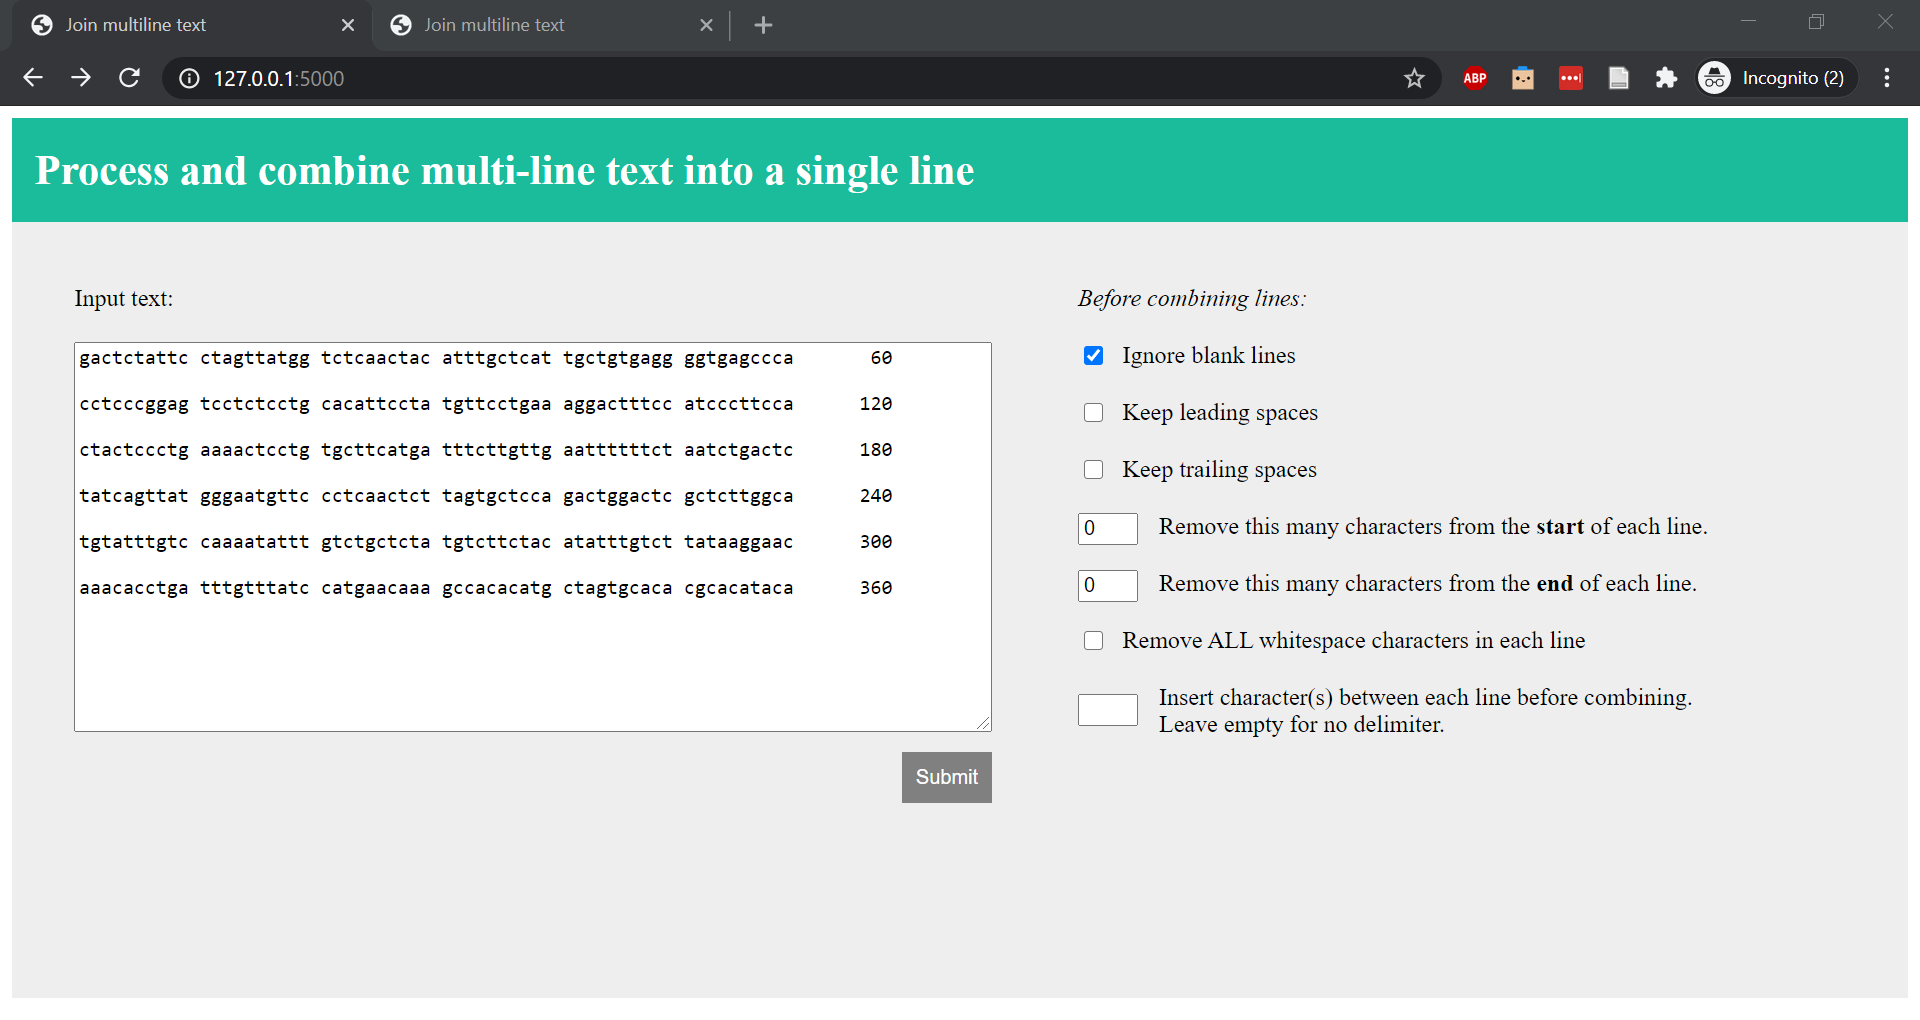 Join multiline text
Join multiline text
127.0.0.1:5000
ABP
Incognito (2)
Process and combine multi-line text into a single line
Input text:
gactctattc ctagttatgg tctcaactac atttgctcat tgctgtgagg ggtgagccca 60
cctcccggag tcctctcctg cacattccta tgttcctgaa aggactttcc atcccttcca 120
ctactccctg aaaactcctg tgcttcatga tttcttgttg aattttttct aatctgactc 180
tatcagttat gggaatgttc cctcaactct tagtgctcca gactggactc gctcttggca 240
tgtatttgtc caaaatattt gtctgctcta tgtcttctac atatttgtct tataaggaac 300
aaacacctga tttgtttatc catgaacaaa gccacacatg ctagtgcaca cgcacataca 360
Submit
Before combining lines:
Ignore blank lines
Keep leading spaces
Keep trailing spaces
0 Remove this many characters from the start of each line.
0 Remove this many characters from the end of each line.
Remove ALL whitespace characters in each line
Insert character(s) between each line before combining.
Leave empty for no delimiter.